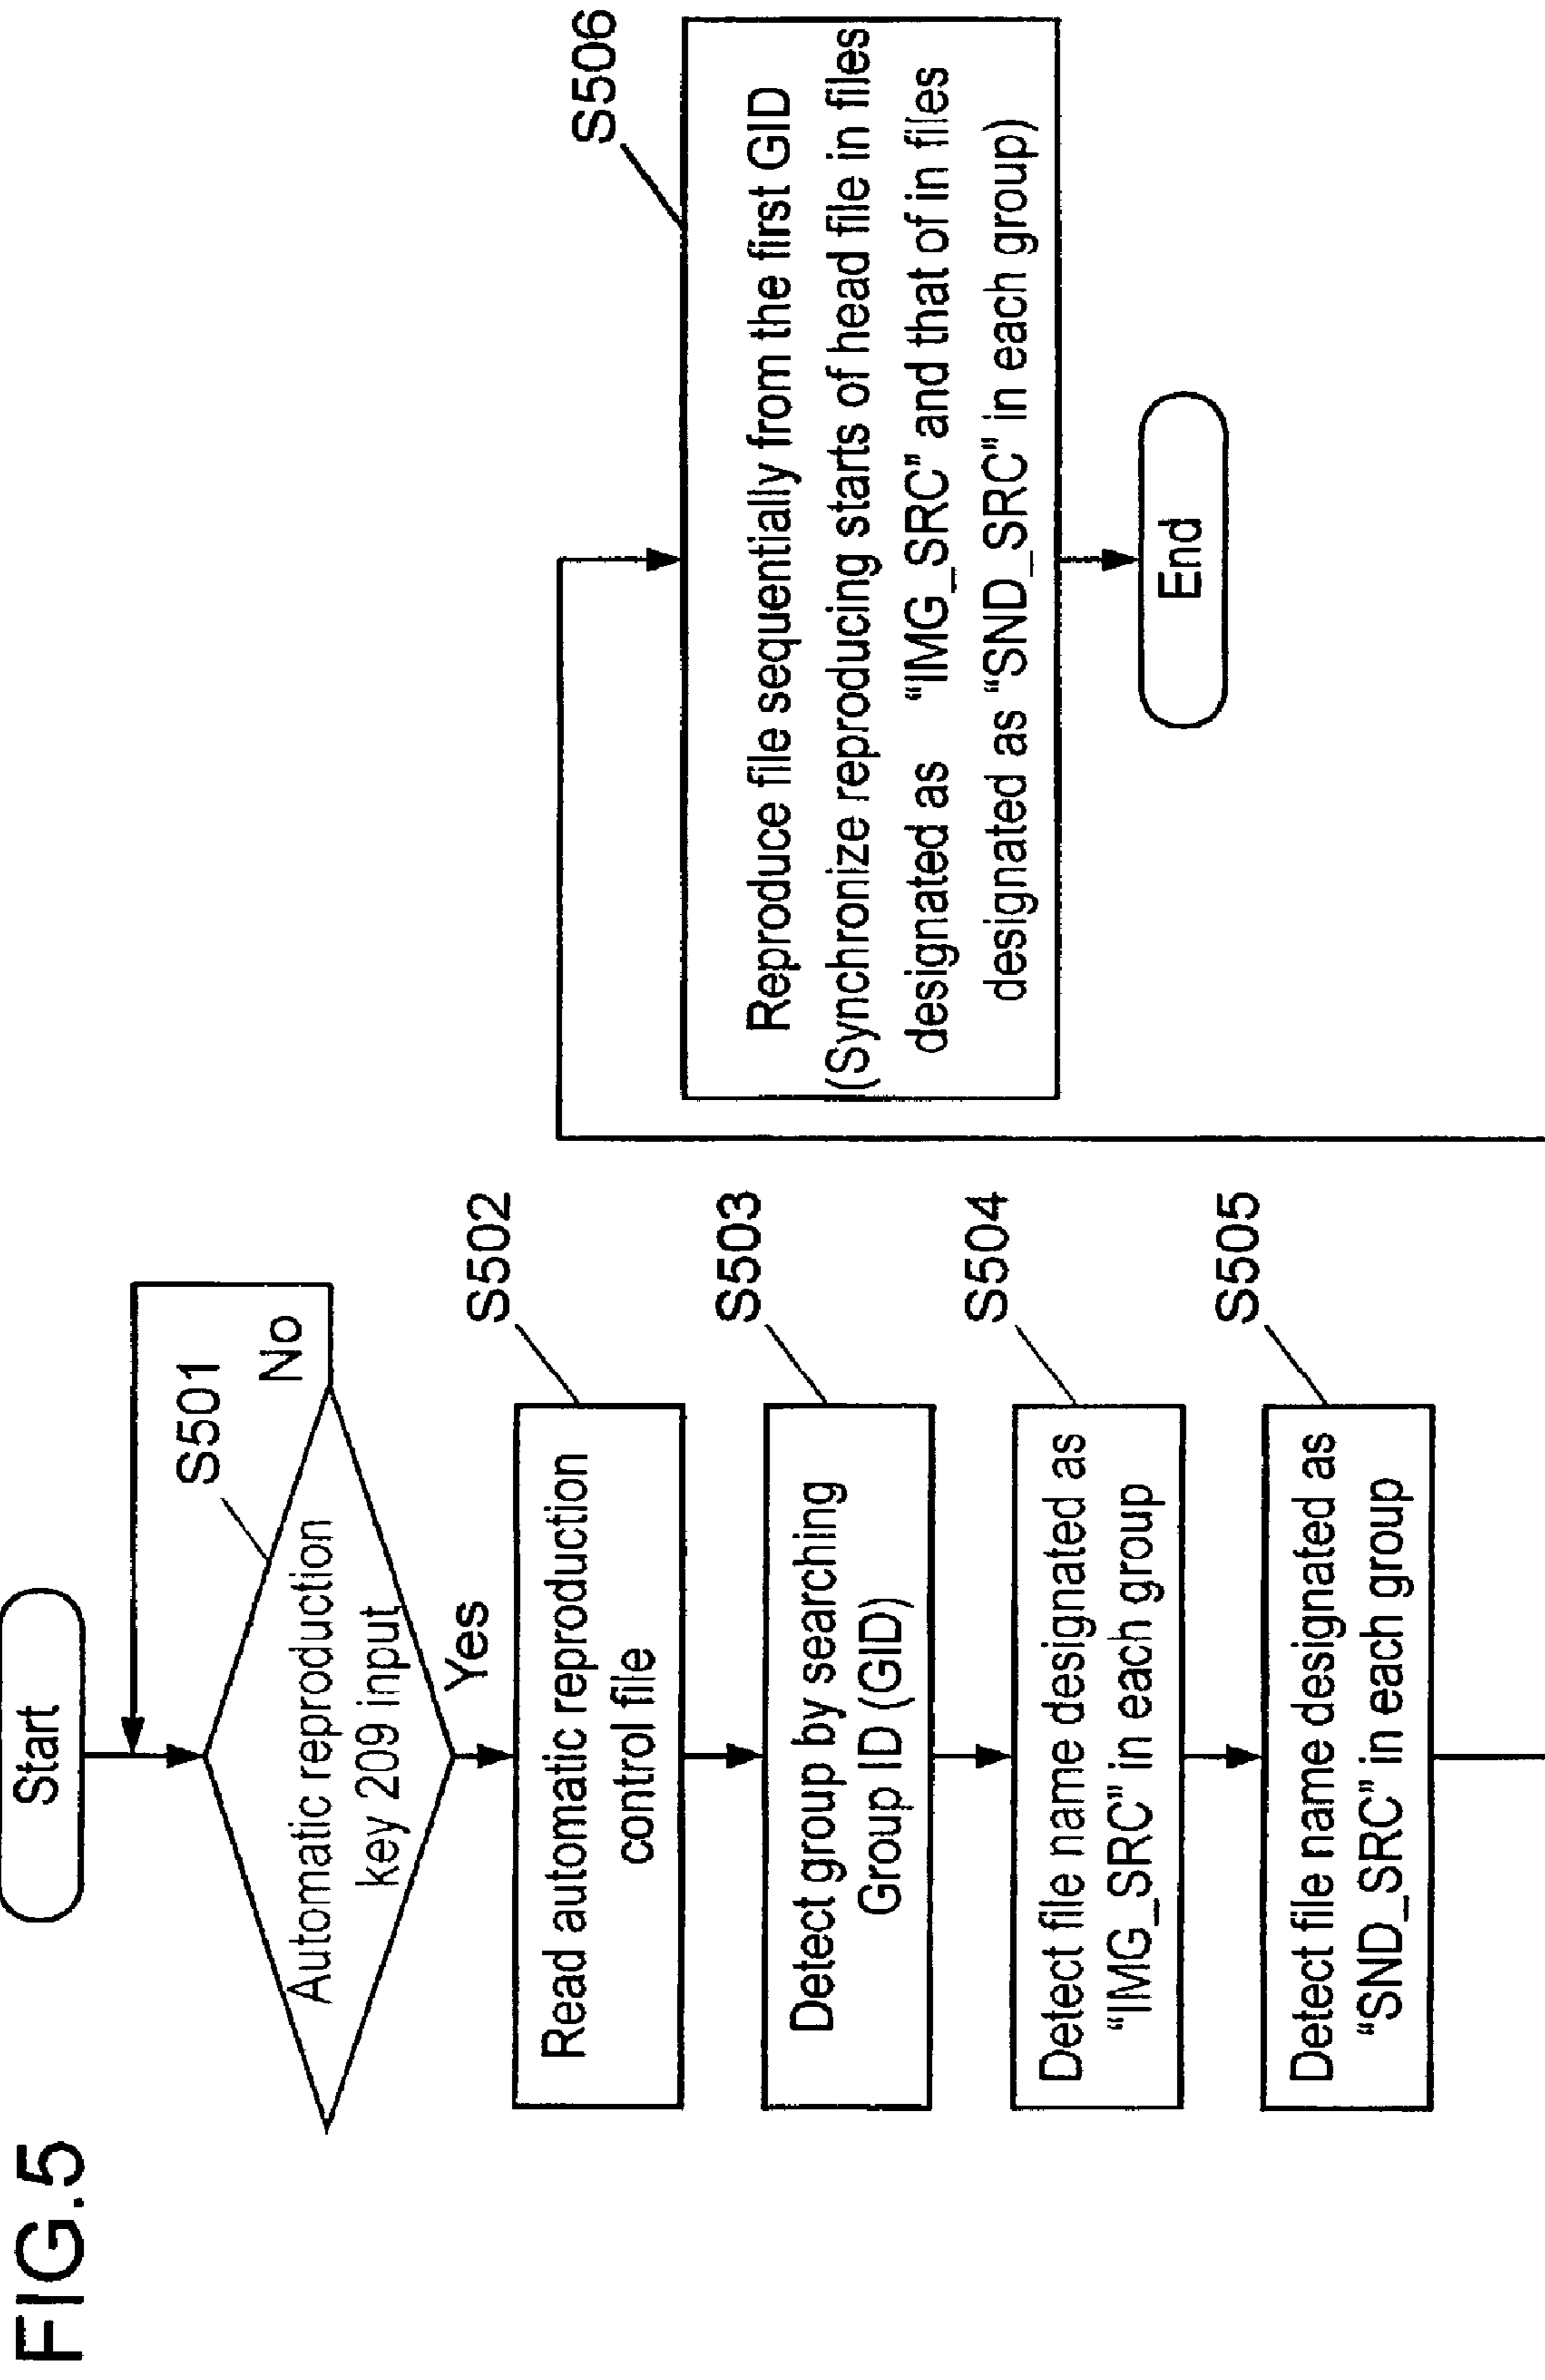 FIG.5
Start
S501
Automatic reproduction
key 209 input
No
Yes
S502
Read automatic reproduction
control file
S503
Detect group by searching
Group ID (GID)
S504
Detect file name designated as
“IMG_SRC” in each group
S505
Detect file name designated as
“SND_SRC” in each group
S506
Reproduce file sequentially from the first GID
(Synchronize reproducing starts of head file in files
designated as “IMG_SRC” and that of in files
designated as “SND_SRC” in each group)
End